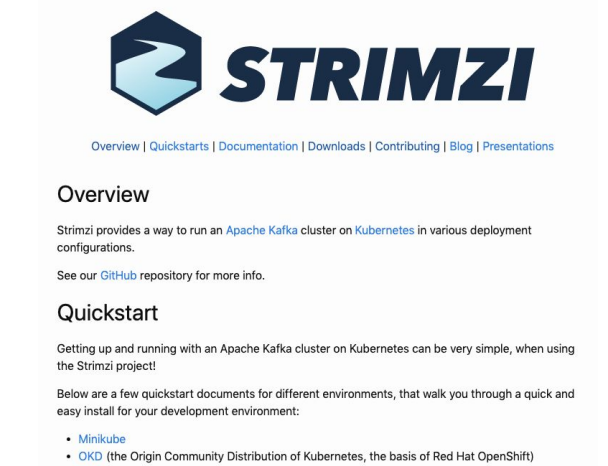 STRIMZI
Overview | Quickstarts | Documentation | Downloads | Contributing | Blog | Presentations
Overview
Strimzi provides a way to run an Apache Kafka cluster on Kubernetes in various deployment
configurations.
See our GitHub repository for more info.
Quickstart
Getting up and running with an Apache Kafka cluster on Kubernetes can be very simple, when using
the Strimzi project!
Below are a few quickstart documents for different environments, that walk you through a quick and
easy install for your development environment:
• Minikube
• OKD (the Origin Community Distribution of Kubernetes, the basis of Red Hat OpenShift)